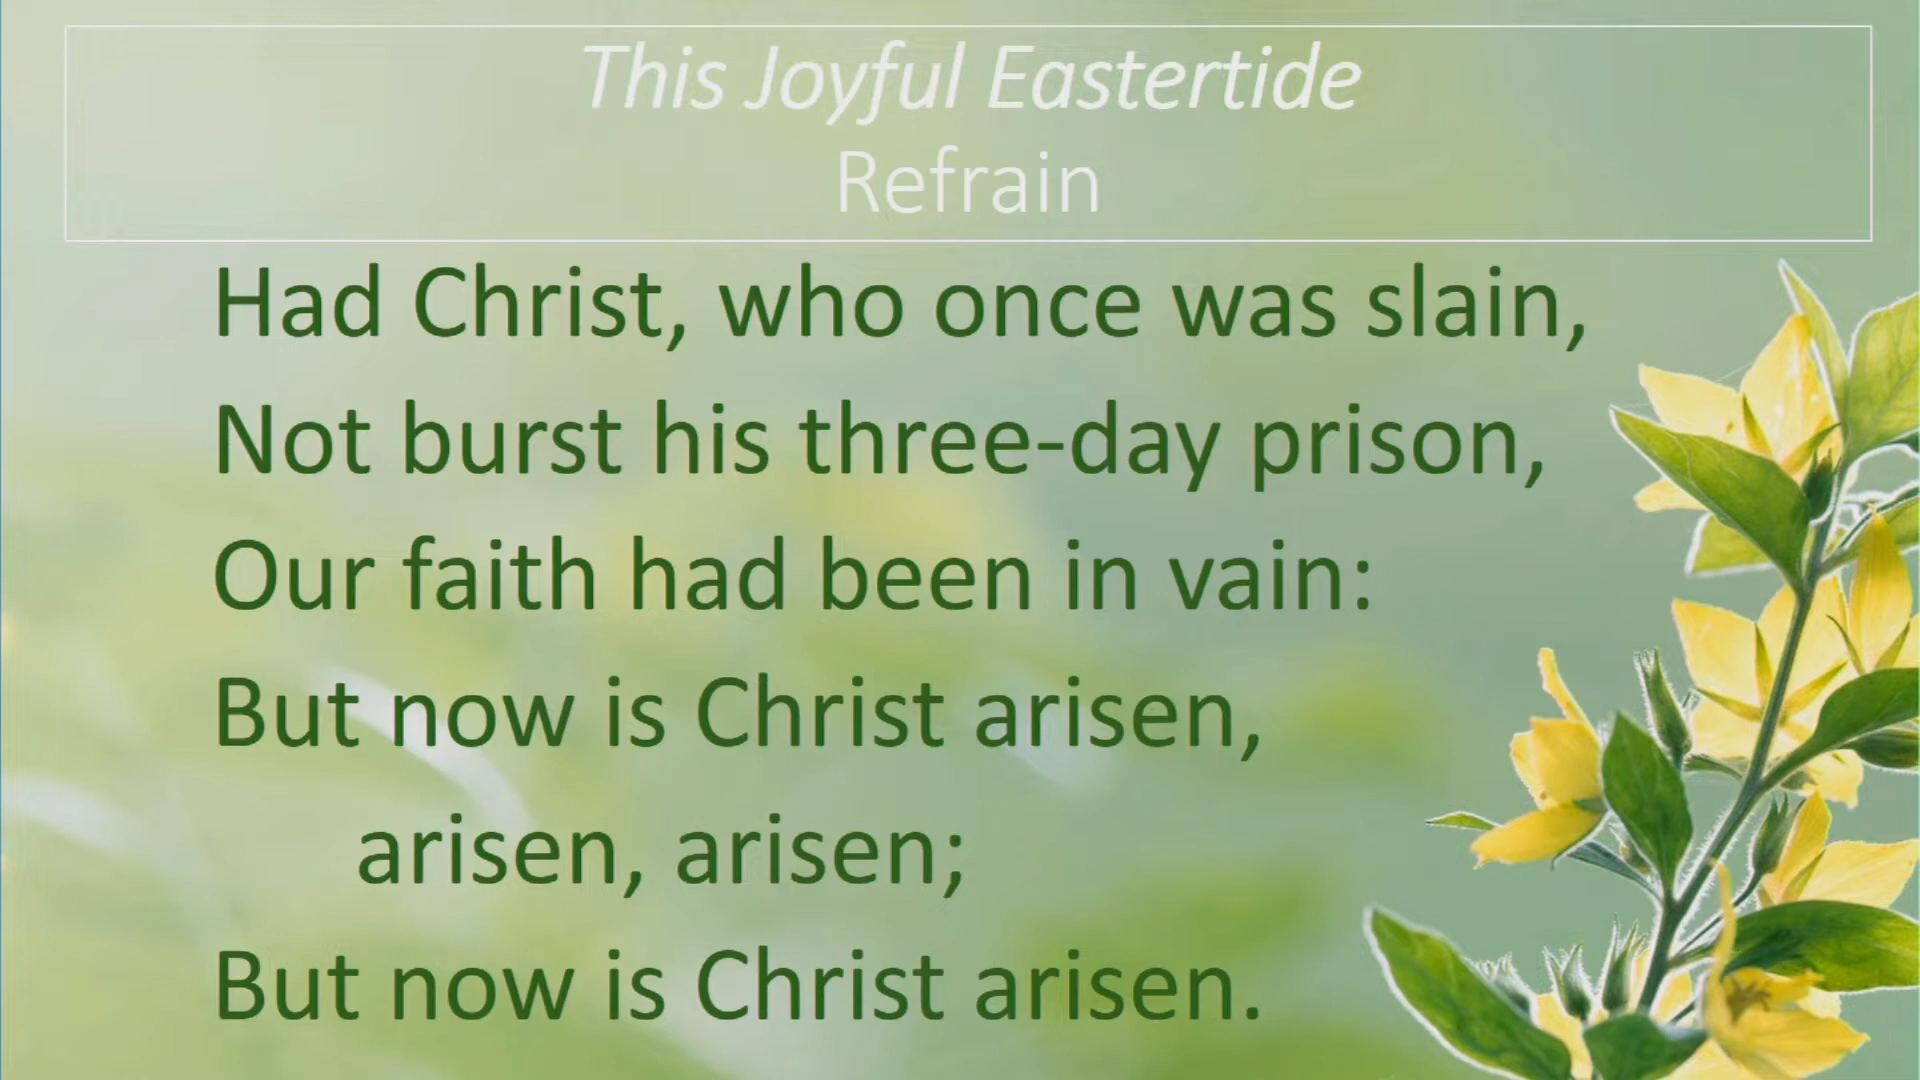 This Joyful Eastertide
Refrain
Had Christ, who once was slain,
Not burst his three-day prison,
Our faith had been in vain:
But now is Christ arisen,
arisen, arisen;
But now is Christ arisen.